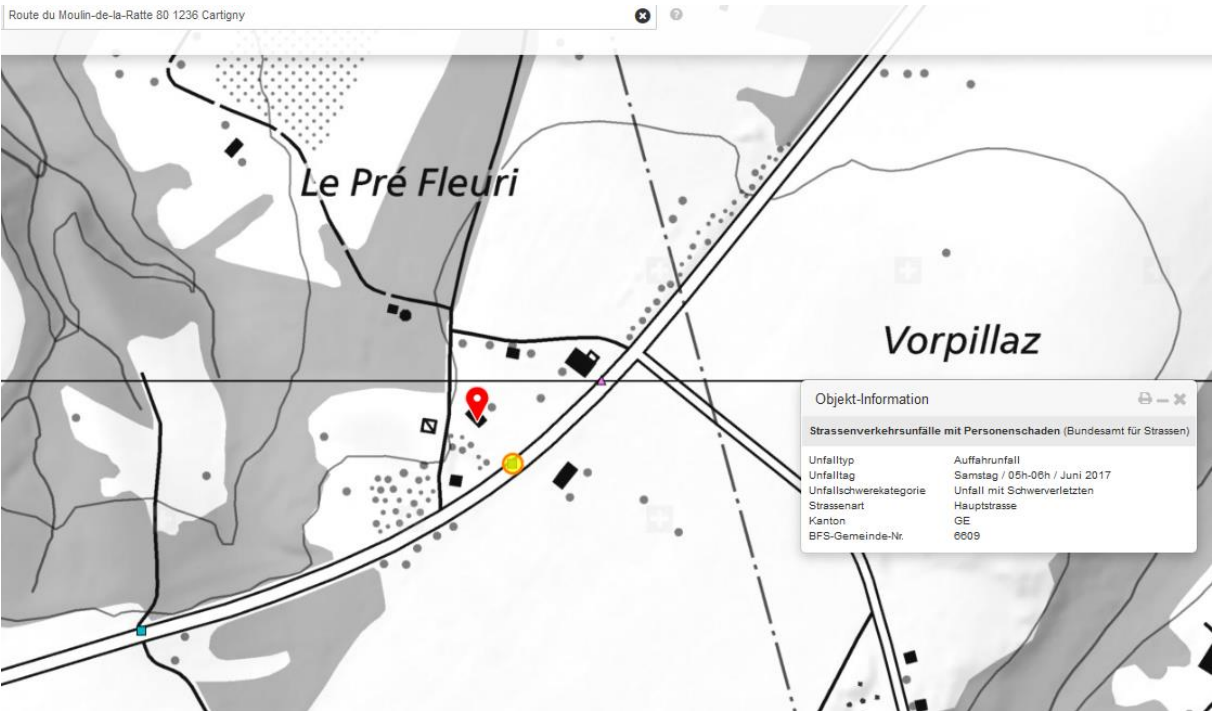 Route du Moulin-de-la-Ratte 80 1236 Cartigny
Le Pré Fleuri
Vorpillaz
Objekt-Information
Strassenverkehrsunfälle mit Personenschaden (Bundesamt für Strassen)
Unfalltyp Auffahrunfall
Unfalltag Samstag / 05h-06h / Juni 2017
Unfallschwerekategorie Unfall mit Schwerverletzten
Strassenart Hauptstrasse
Kanton GE
BFS-Gemeinde-Nr. 6609